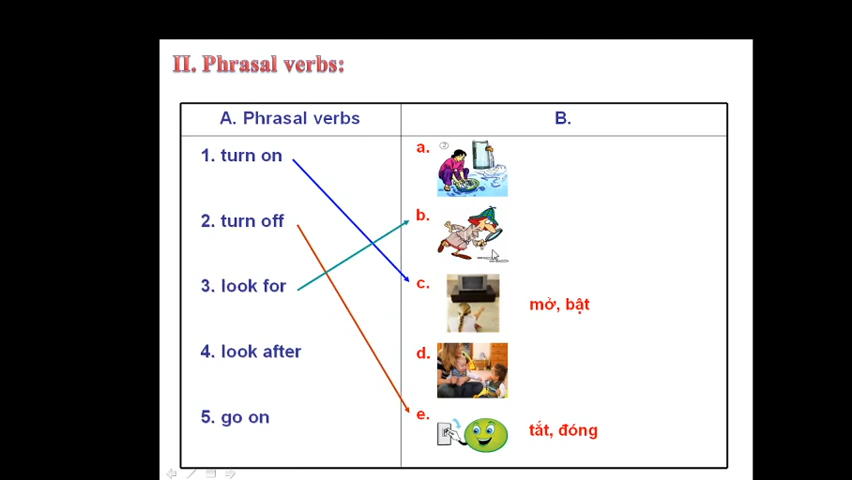 II. Phrasal verbs:
A. Phrasal verbs
B.
1. turn on
a.
2. turn off
b.
3. look for
c.
mở, bật
4. look after
d.
5. go on
e.
tắt, đóng